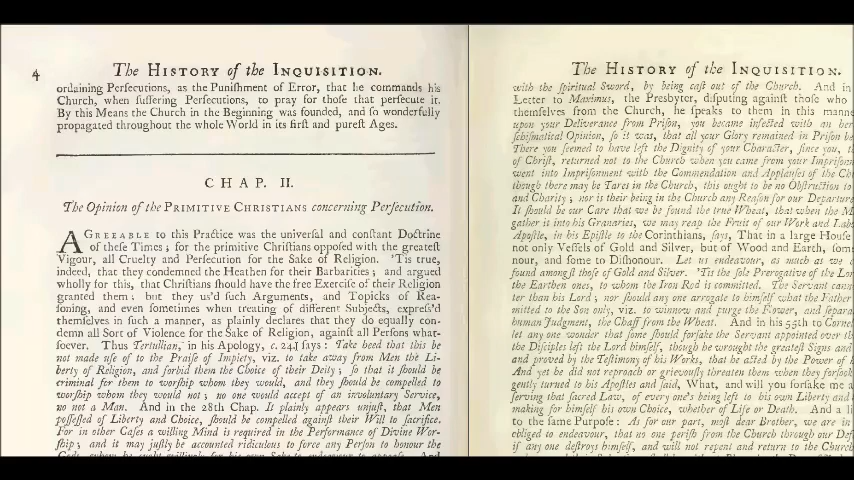 4 The HISTORY of the INQUISITION.
ordaining Persecutions, as the Punishment of Error, that he commands his
Church, when suffering Persecutions, to pray for those that persecute it.
By this Means the Church in the Beginning was founded, and so wonderfully
propagated throughout the whole World in its first and purest Ages.
CHAP. II.
The Opinion of the PRIMITIVE CHRISTIANS concerning Persecution.
AGREEABLE to this Practice was the universal and constant Doctrine
of these Times; for the primitive Christians opposed with the greatest
Vigour, all Cruelty and Persecution for the Sake of Religion. 'Tis true,
indeed, that they condemned the Heathen for their Barbarities; and argued
wholly for this, that Christians should have the free Exercise of their Religion
granted them; but they us'd such Arguments, and Topicks of Rea-
soning, and even sometimes when treating of different Subjects, express'd
themselves in such a manner, as plainly declares that they do equally con-
demn all Sort of Violence for the Sake of Religion, against all Persons what-
soever. Thus Tertullian, in his Apology, c. 24. says: Take heed that this be
not made use of to the Praise of Impiety, viz. to take away from Men the Li-
berty of Religion, and forbid them the Choice of their Deity; so that it should be
criminal for them to worship whom they would, and they should be compelled to
worship whom they would not; no one would accept of an involuntary Service,
no not a Man. And in the 28th Chap. It plainly appears unjust, that Men
possessed of Liberty and Choice, should be compelled against their Will to sacrifice.
For in other Cases a willing Mind is required in the Performance of Divine Wor-
ship; and it may justly be accounted ridiculous to force any Person to honour the
The HISTORY of the INQUISITION.
with the spiritual Sword, by being cast out of the Church. And in
Letter to Maximus, the Presbyter, disputing against those who
themselves from the Church, he speaks to them in this manne
upon your Deliverance from Prison, you became infected with an her
schismatical Opinion, so it was, that all your Glory remained in Prison be
There you seemed to have left the Dignity of your Character, since you, t
of Christ, returned not to the Church when you came from your Imprison
went into Imprisonment with the Commendation and Applauses of the Ch
though there may be Tares in the Church, this ought to be no Obstruction to
and Charity; nor is their being in the Church any Reason for our Departure
It should be our Care that we be found the true Wheat, that when the M
gather it into his Granaries, we may reap the Fruit of our Work and Lab
Apostle, in his Epistle to the Corinthians, says, That in a large House
not only Vessels of Gold and Silver, but of Wood and Earth, som
nour, and some to Dishonour. Let us endeavour, as much as we c
found amongst those of Gold and Silver. 'Tis the sole Prerogative of the Lor
the Earthen ones, to whom the Iron Rod is committed. The Servant cann
ter than his Lord; nor should any one arrogate to himself what the Father
mitted to the Son only, viz. to winnow and purge the Flower, and separa
human Judgment, the Chaff from the Wheat. And in his 55th to Cornel
let any one wonder that some should forsake the Servant appointed over th
the Disciples left the Lord himself, though he wrought the greatest Signs and
and proved by the Testimony of his Works, that he acted by the Power of
And yet he did not reproach or grievously threaten them when they forsook
gently turned to his Apostles and said, What, and will you forsake me a
serving that sacred Law, of every one's being left to his own Liberty and
making for himself his own Choice, whether of Life or Death. And a li
to the same Purpose: As for our part, most dear Brother, we are in
obliged to endeavour, that no one perish from the Church through our Def
if any one destroys himself, and will not repent and return to the Church